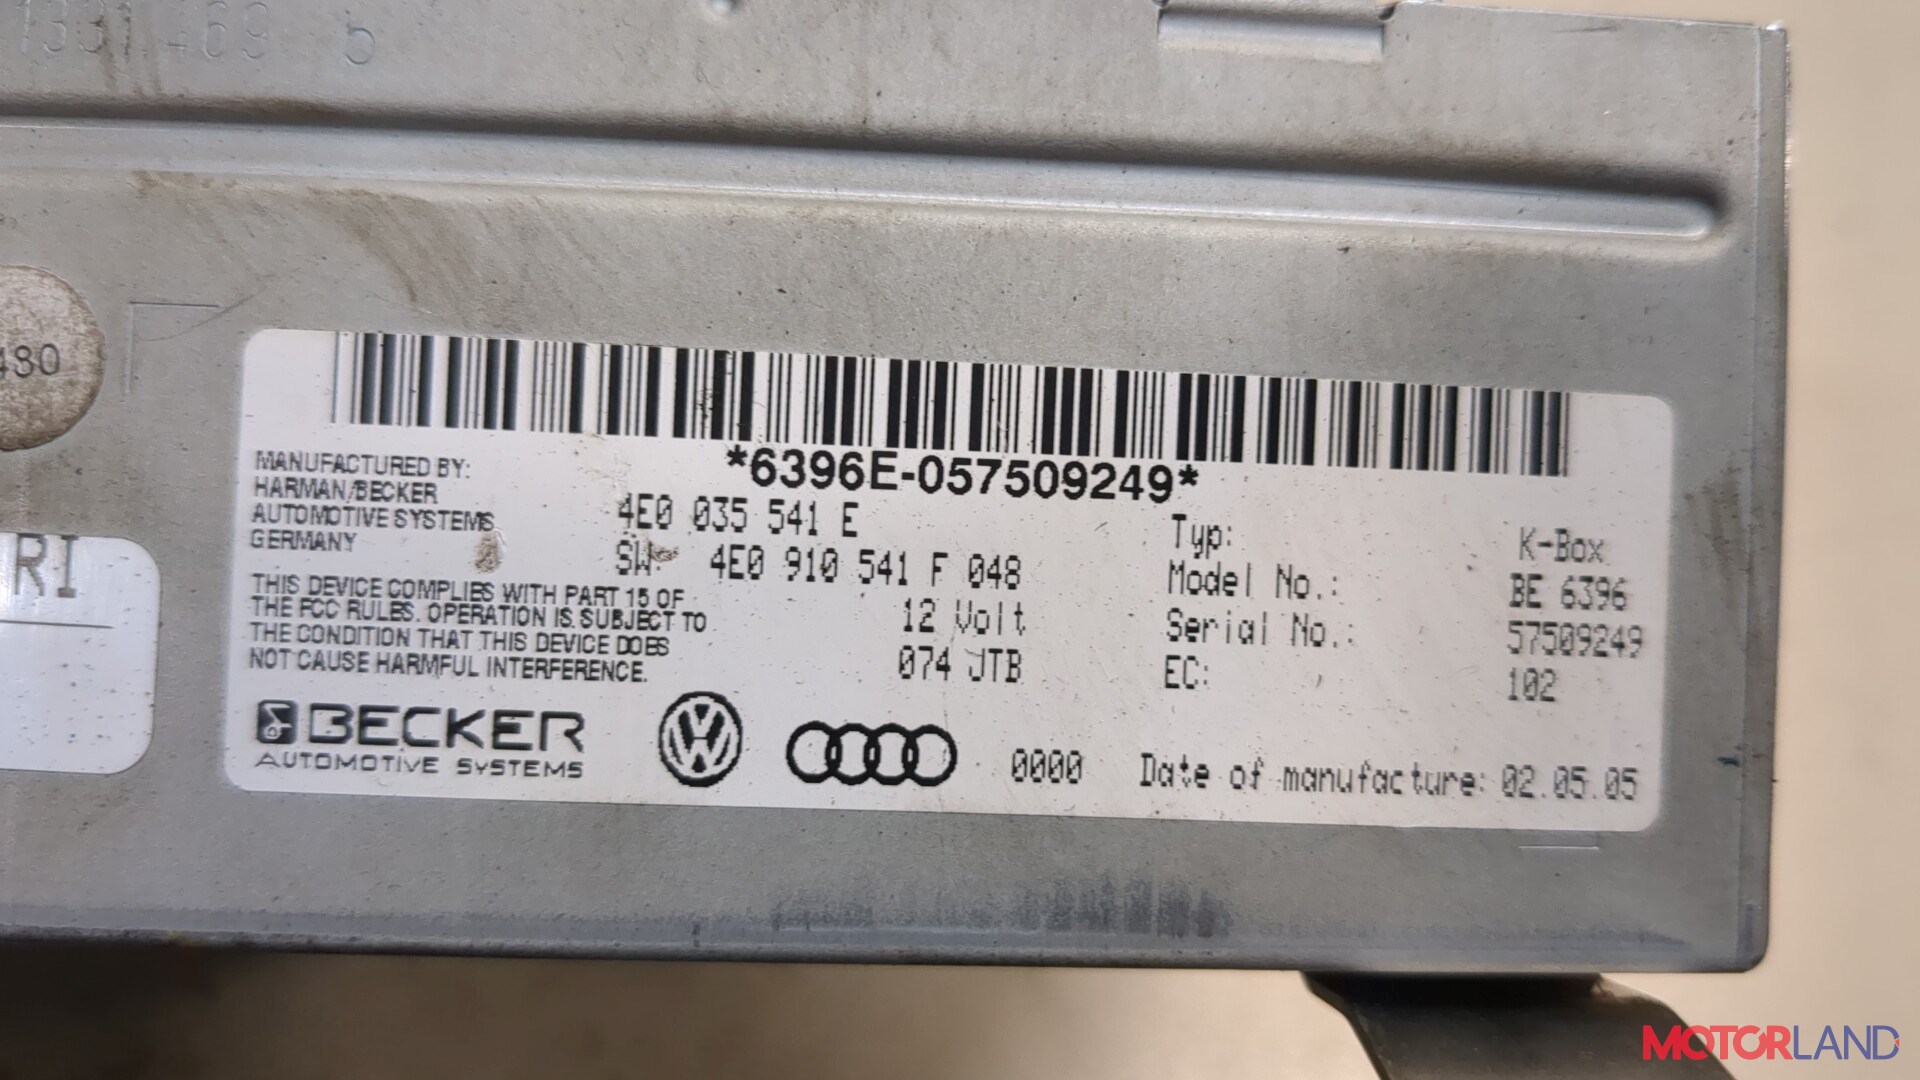 1331 469 5
480
RI
*6396E-057509249*
MANUFACTURED BY:
HARMAN/BECKER
AUTOMOTIVE SYSTEMS
GERMANY
4E0 035 541 E
SW: 4E0 910 541 F 048
12 Volt
074 JTB
THIS DEVICE COMPLIES WITH PART 15 OF
THE FCC RULES. OPERATION IS SUBJECT TO
THE CONDITION THAT THIS DEVICE DOES
NOT CAUSE HARMFUL INTERFERENCE.
Typ: K-Box
Model No.: BE 6396
Serial No.: 57509249
EC: 102
BECKER
AUTOMOTIVE SYSTEMS
0000
Date of manufacture: 02.05.05
MOTORLAND